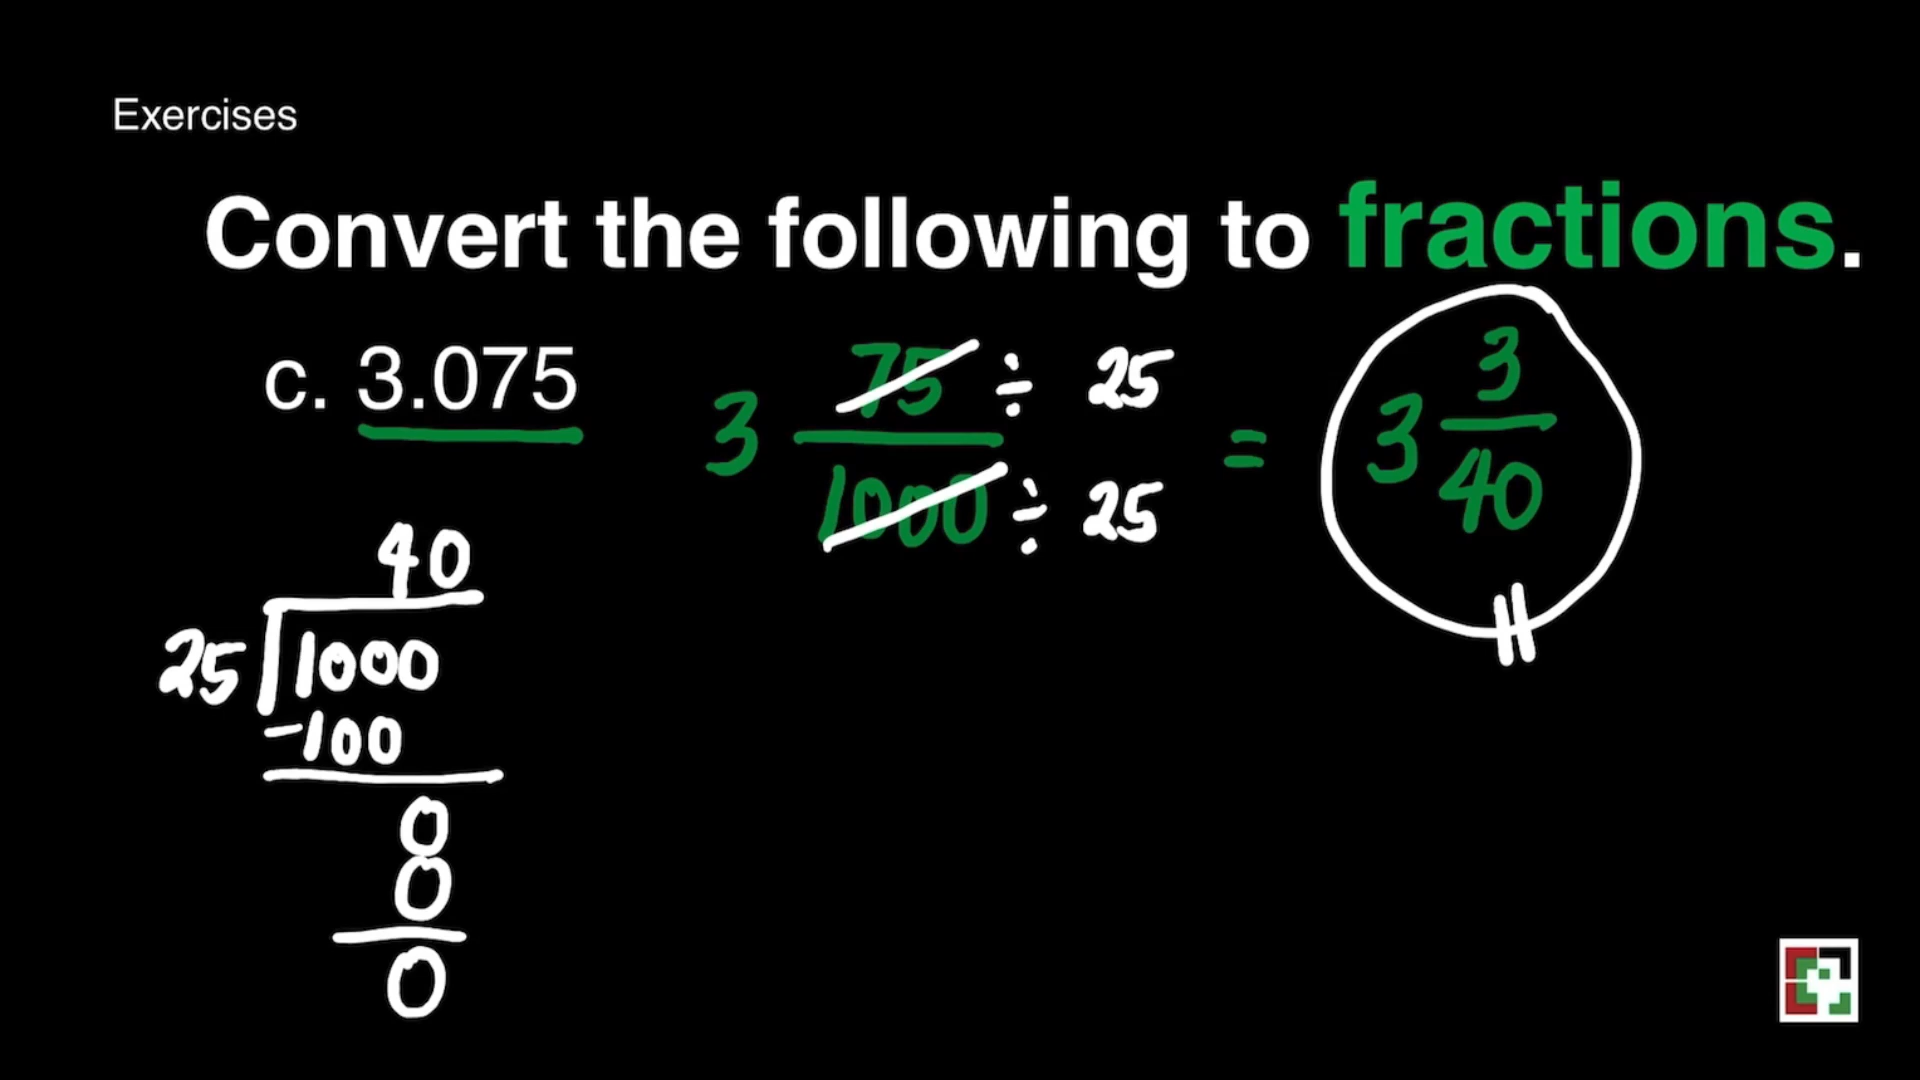 Exercises
Convert the following to fractions.
c. 3.075
3 75/1000 ÷ 25 ÷ 25 = 3 3/40
40
25 1000
-100
0
0
0